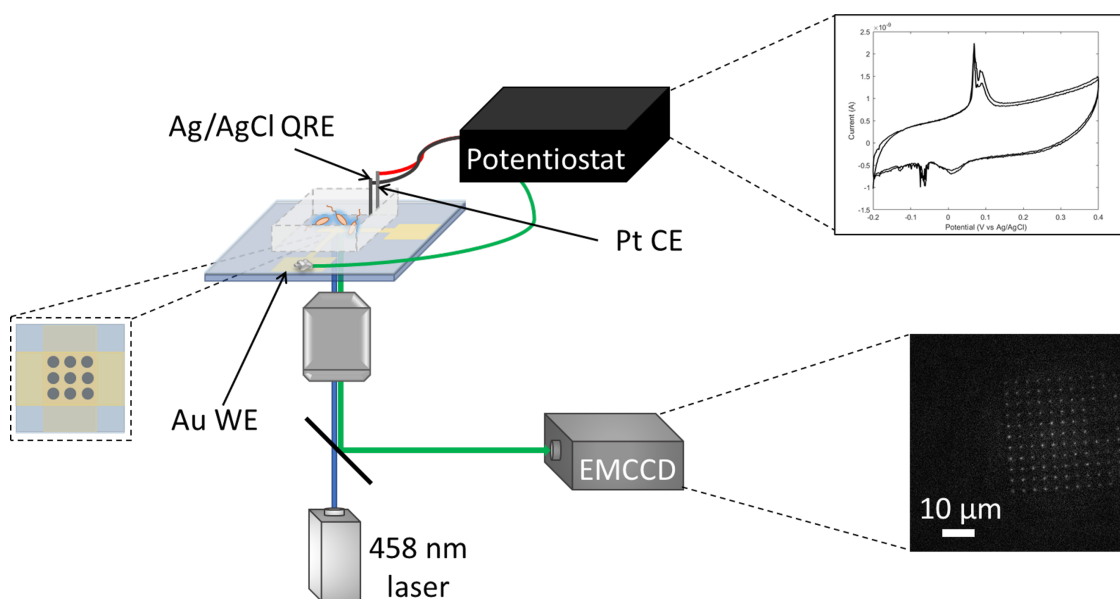 Ag/AgCl QRE
Potentiostat
Pt CE
Au WE
EMCCD
458 nm
laser
×10⁻⁹
2.5
2
1.5
1
0.5
0
-0.5
-1
-1.5
Current (A)
-0.2
-0.1
0
0.1
0.2
0.3
0.4
Potential (V vs Ag/AgCl)
10 µm